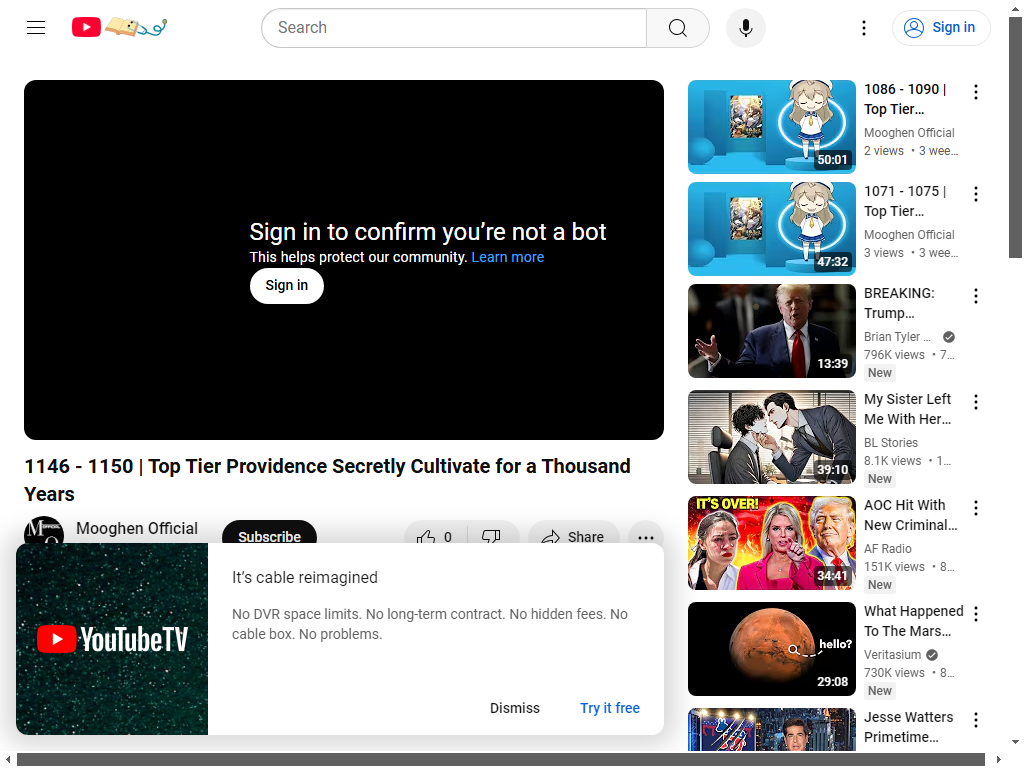 Search
Sign in
Sign in to confirm you’re not a bot
This helps protect our community. Learn more
Sign in
1146 - 1150 | Top Tier Providence Secretly Cultivate for a Thousand
Years
Mooghen Official
Subscribe
0
Share
It’s cable reimagined
No DVR space limits. No long-term contract. No hidden fees. No
cable box. No problems.
YouTubeTV
Dismiss
Try it free
50:01
1086 - 1090 |
Top Tier…
Mooghen Official
2 views • 3 wee…
47:32
1071 - 1075 |
Top Tier…
Mooghen Official
3 views • 3 wee…
13:39
BREAKING:
Trump…
Brian Tyler …
796K views • 7…
New
39:10
My Sister Left
Me With Her…
BL Stories
8.1K views • 1…
New
IT'S OVER!
34:41
AOC Hit With
New Criminal…
AF Radio
151K views • 8…
New
hello?
29:08
What Happened
To The Mars…
Veritasium
730K views • 8…
New
Jesse Watters
Primetime…